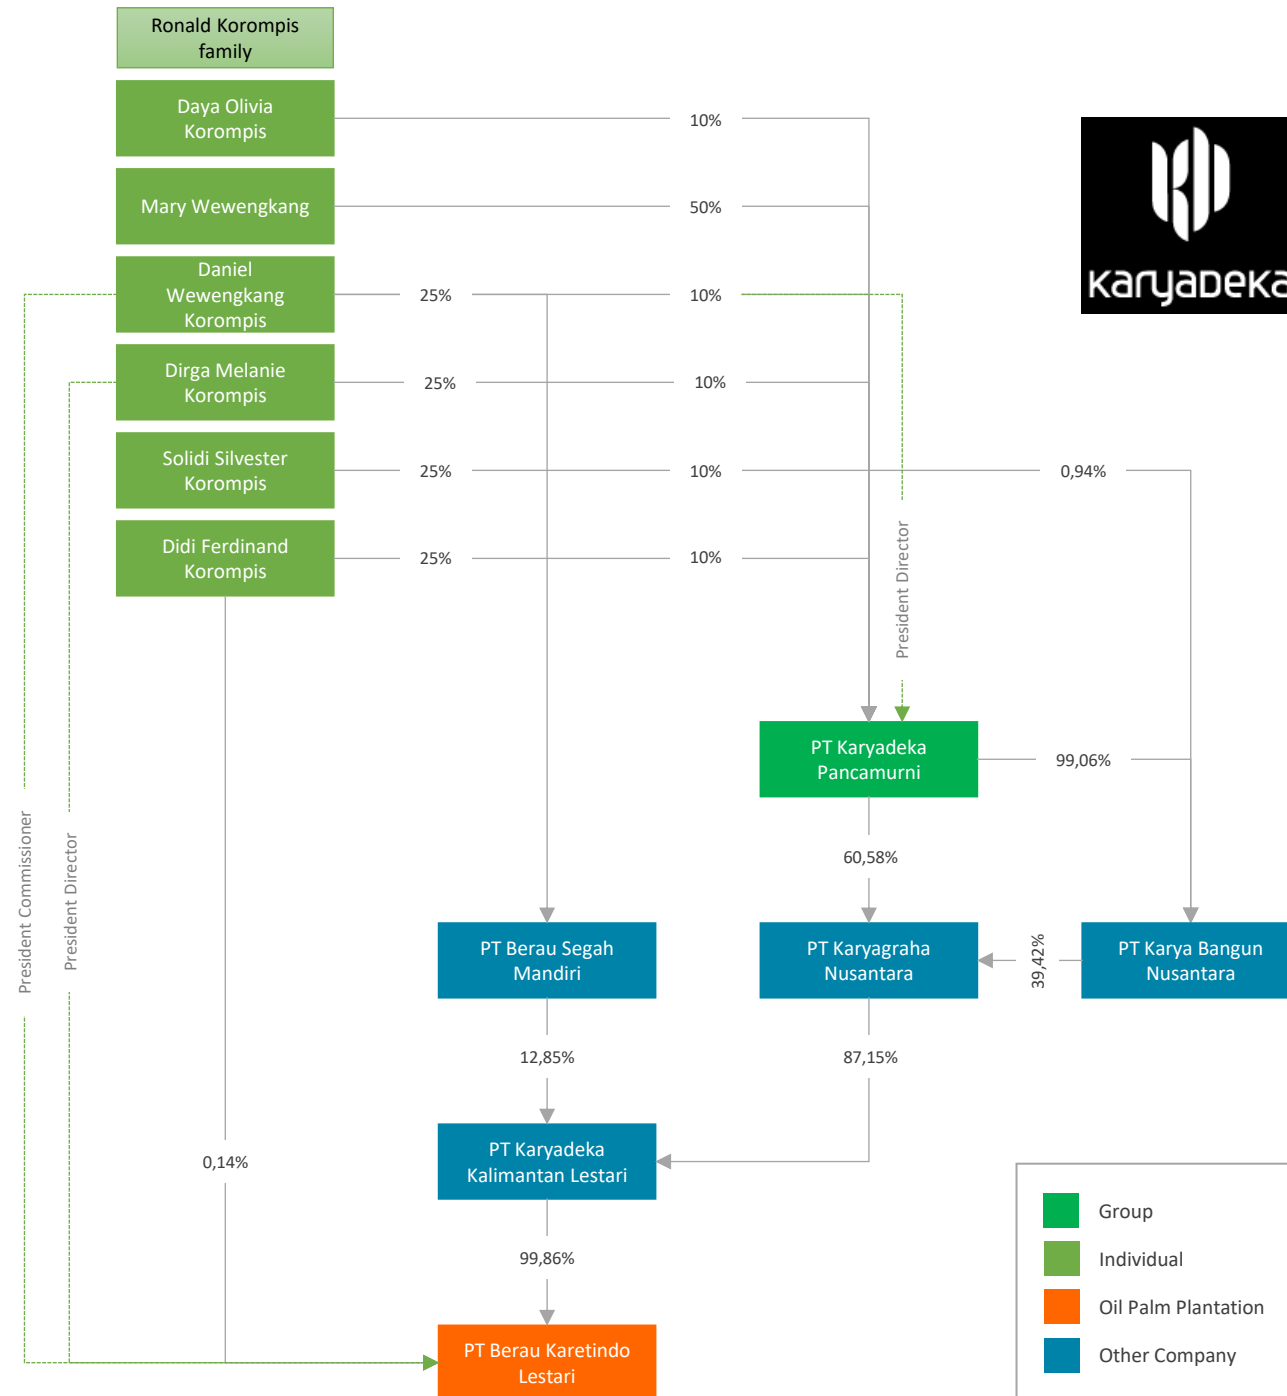 Ronald Korompis
family
Daya Olivia
Korompis
10%
Mary Wewengkang
50%
Daniel
Wewengkang
Korompis
25%
10%
Dirga Melanie
Korompis
25%
10%
Solidi Silvester
Korompis
25%
10%
0,94%
Didi Ferdinand
Korompis
25%
10%
KaryaDeka
President Director
President Commissioner
President Director
PT Karyadeka
Pancamurni
99,06%
60,58%
PT Berau Segah
Mandiri
PT Karyagraha
Nusantara
39,42%
PT Karya Bangun
Nusantara
12,85%
87,15%
PT Karyadeka
Kalimantan Lestari
0,14%
99,86%
PT Berau Karetindo
Lestari
Group
Individual
Oil Palm Plantation
Other Company